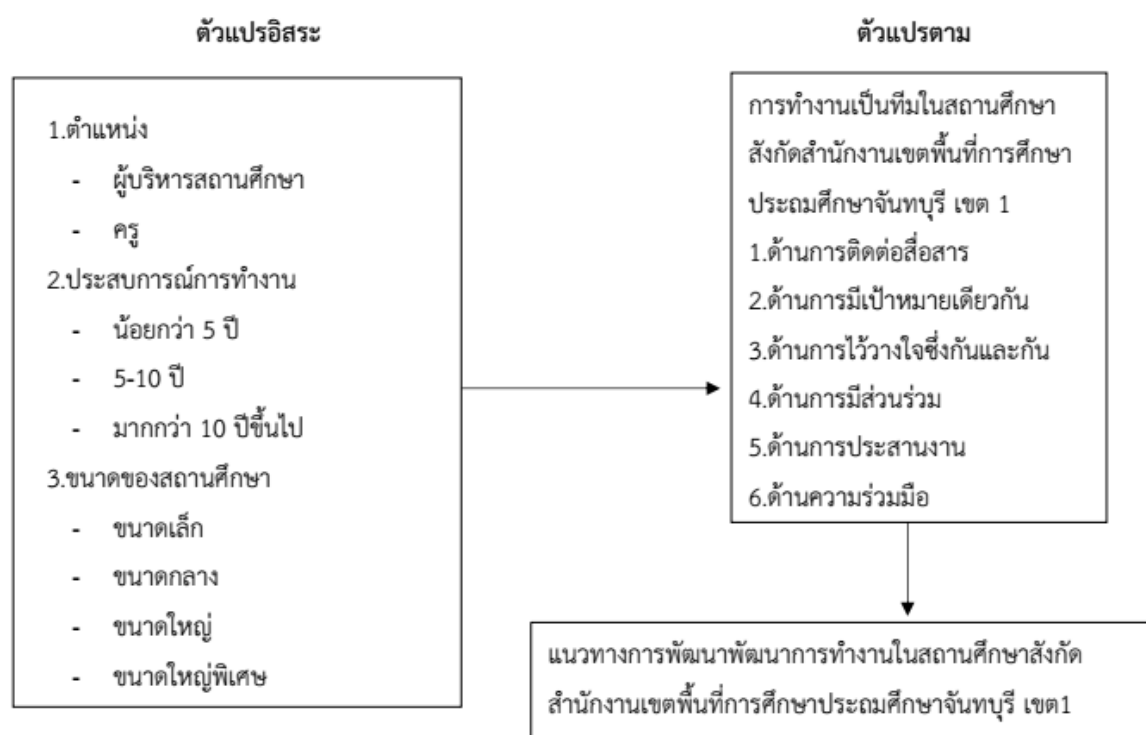 ตัวแปรอิสระ
1.ตำแหน่ง
- ผู้บริหารสถานศึกษา
- ครู
2.ประสบการณ์การทำงาน
- น้อยกว่า 5 ปี
- 5-10 ปี
- มากกว่า 10 ปีขึ้นไป
3.ขนาดของสถานศึกษา
- ขนาดเล็ก
- ขนาดกลาง
- ขนาดใหญ่
- ขนาดใหญ่พิเศษ
ตัวแปรตาม
การทำงานเป็นทีมในสถานศึกษา
สังกัดสำนักงานเขตพื้นที่การศึกษา
ประถมศึกษาจันทบุรี เขต 1
1.ด้านการติดต่อสื่อสาร
2.ด้านการมีเป้าหมายเดียวกัน
3.ด้านการไว้วางใจซึ่งกันและกัน
4.ด้านการมีส่วนร่วม
5.ด้านการประสานงาน
6.ด้านความร่วมมือ
แนวทางการพัฒนาพัฒนาการทำงานในสถานศึกษาสังกัด
สำนักงานเขตพื้นที่การศึกษาประถมศึกษาจันทบุรี เขต1